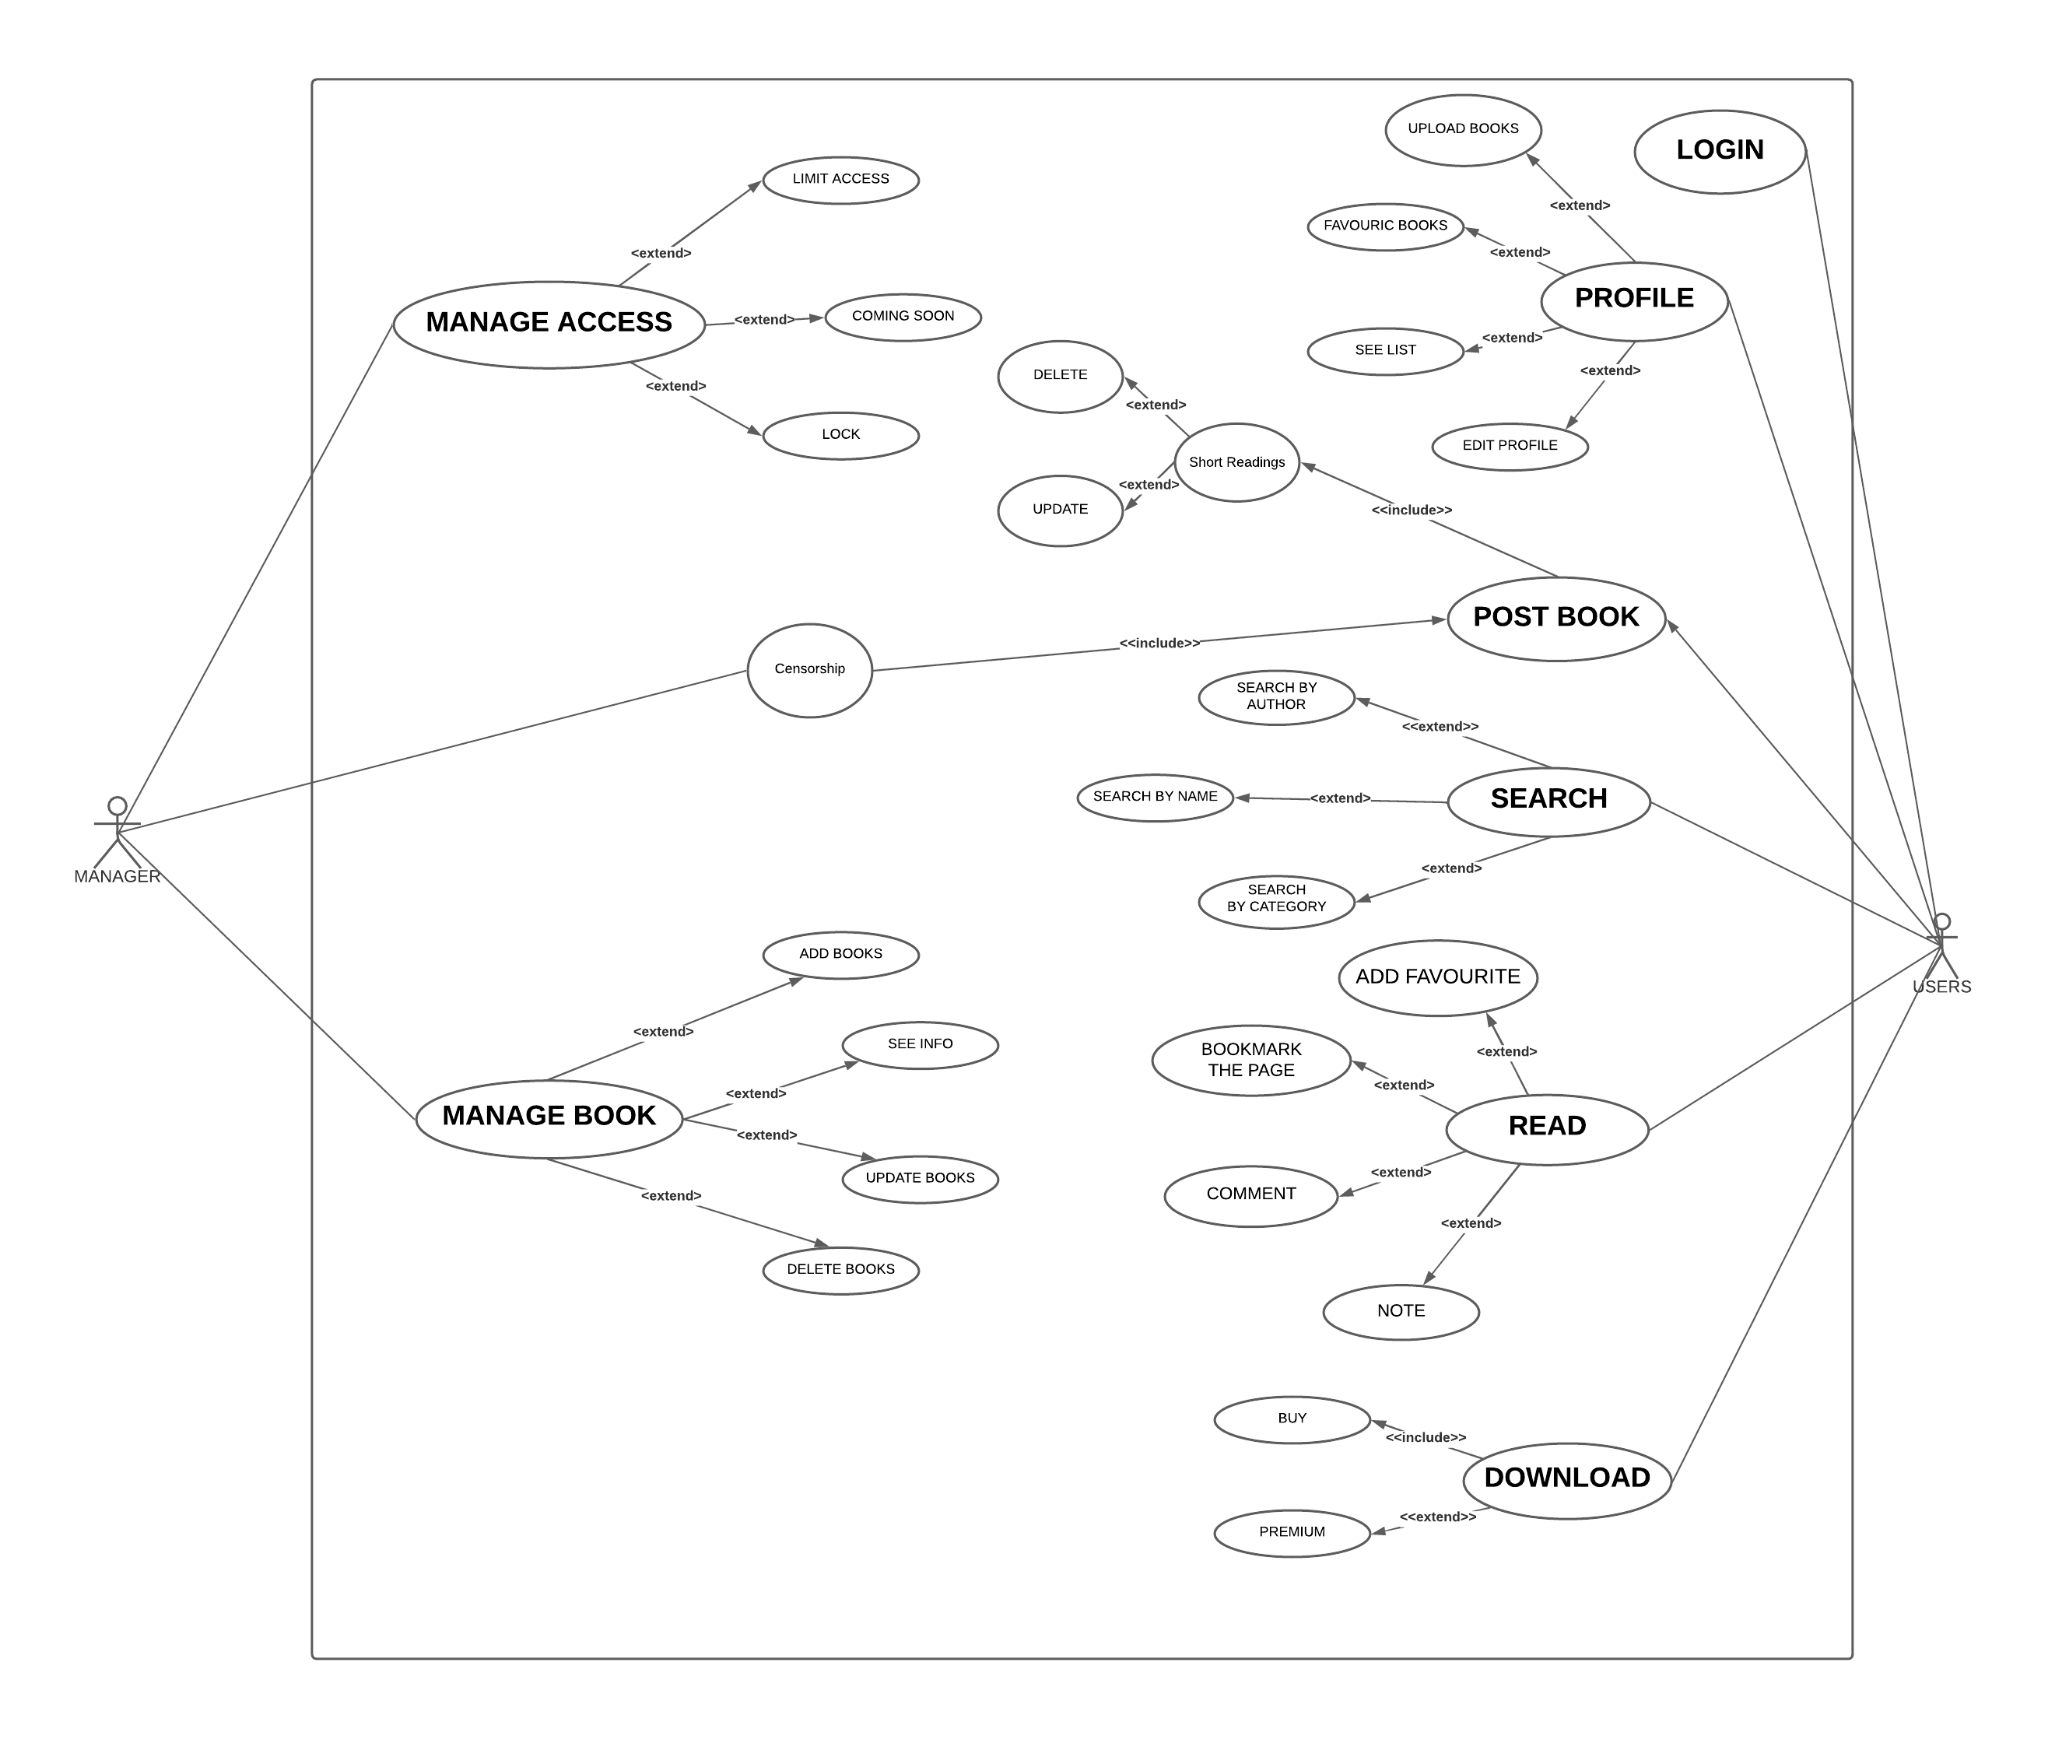 UPLOAD BOOKS
LOGIN
LIMIT ACCESS
<extend>
FAVOURIC BOOKS
<extend>
<extend>
PROFILE
MANAGE ACCESS
<extend>
COMING SOON
<extend>
SEE LIST
<extend>
DELETE
<extend>
<extend>
LOCK
EDIT PROFILE
Short Readings
<extend>
UPDATE
<<include>>
POST BOOK
<<include>>
Censorship
SEARCH BY
AUTHOR
<<extend>>
SEARCH BY NAME
<extend>
SEARCH
<extend>
MANAGER
SEARCH
BY CATEGORY
ADD BOOKS
ADD FAVOURITE
USERS
<extend>
SEE INFO
BOOKMARK
THE PAGE
<extend>
<extend>
<extend>
MANAGE BOOK
READ
<extend>
UPDATE BOOKS
<extend>
COMMENT
<extend>
<extend>
DELETE BOOKS
NOTE
BUY
<<include>>
DOWNLOAD
<<extend>>
PREMIUM